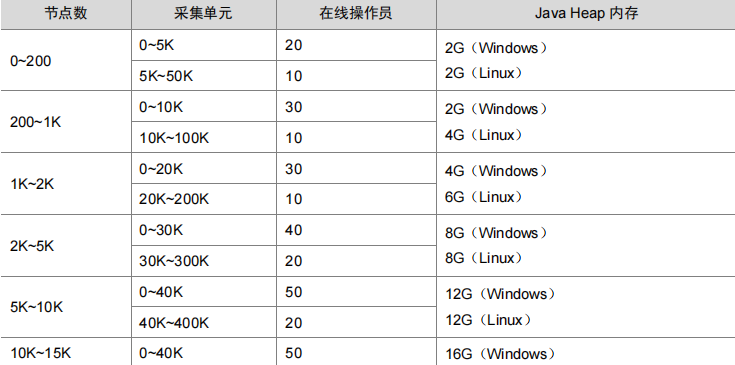 节点数 采集单元 在线操作员 Java Heap 内存
0~200 0~5K 20 2G（Windows）
5K~50K 10 2G（Linux）
200~1K 0~10K 30 2G（Windows）
10K~100K 10 4G（Linux）
1K~2K 0~20K 30 4G（Windows）
20K~200K 10 6G（Linux）
2K~5K 0~30K 40 8G（Windows）
30K~300K 20 8G（Linux）
5K~10K 0~40K 50 12G（Windows）
40K~400K 20 12G（Linux）
10K~15K 0~40K 50 16G（Windows）